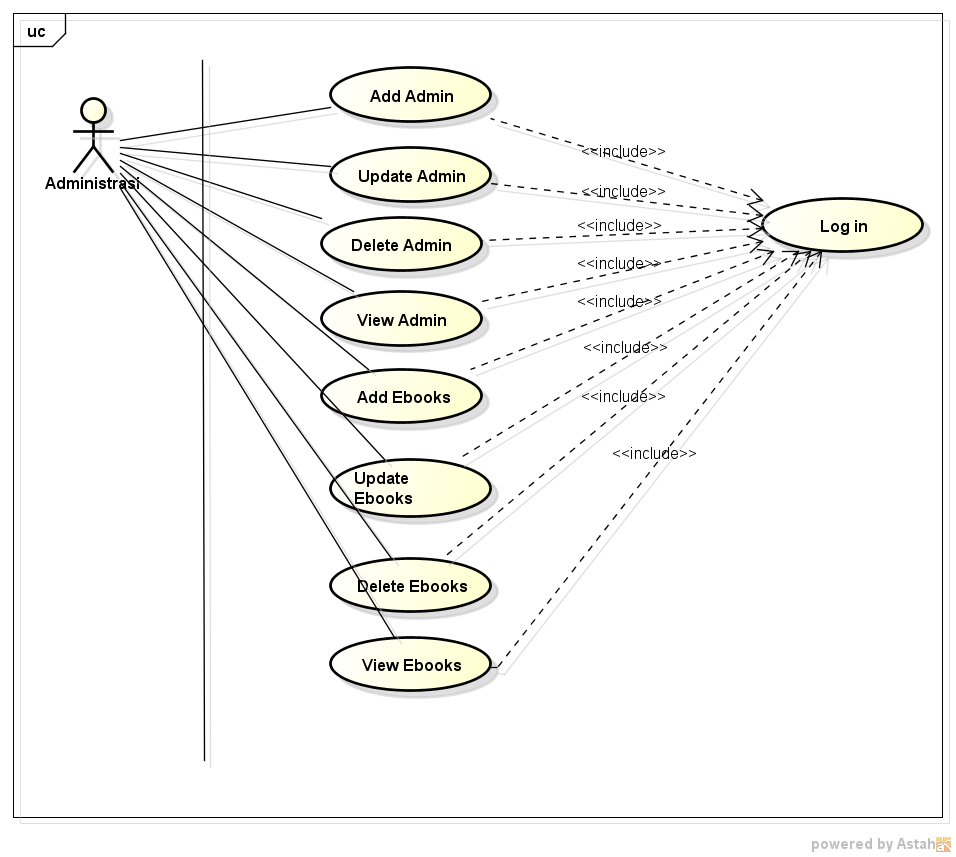 uc
Add Admin
<<include>>
Update Admin
Administrasi
<<include>>
Log in
Delete Admin
<<include>>
<<include>>
View Admin
<<include>>
<<include>>
Add Ebooks
<<include>>
<<include>>
Update
Ebooks
Delete Ebooks
View Ebooks
powered by Astah